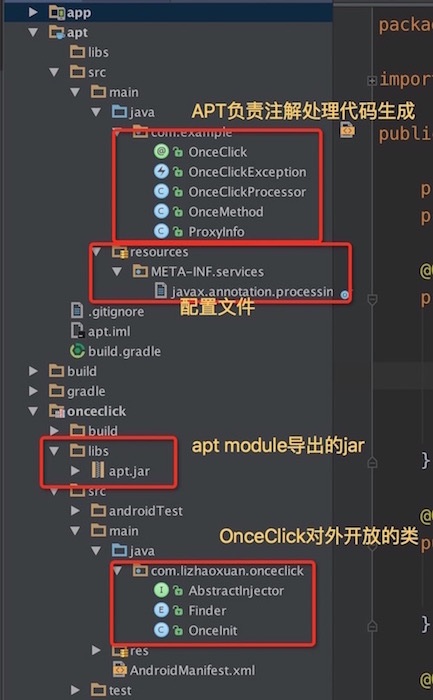 app
packa
apt
libs
src
impor
main
java
APT负责注解处理代码生成
com.example
publi
OnceClick
OnceClickException
OnceClickProcessor
p
OnceMethod
p
ProxyInfo
resources
META-INF.services
javax.annotation.processin
p
配置文件
.gitignore
apt.iml
build.gradle
build
gradle
onceclick
build
libs
apt module导出的jar
apt.jar
}
src
androidTest
main
OnceClick对外开放的类
java
com.lizhaoxuan.onceclick
AbstractInjector
Finder
}
OnceInit
res
AndroidManifest.xml
test